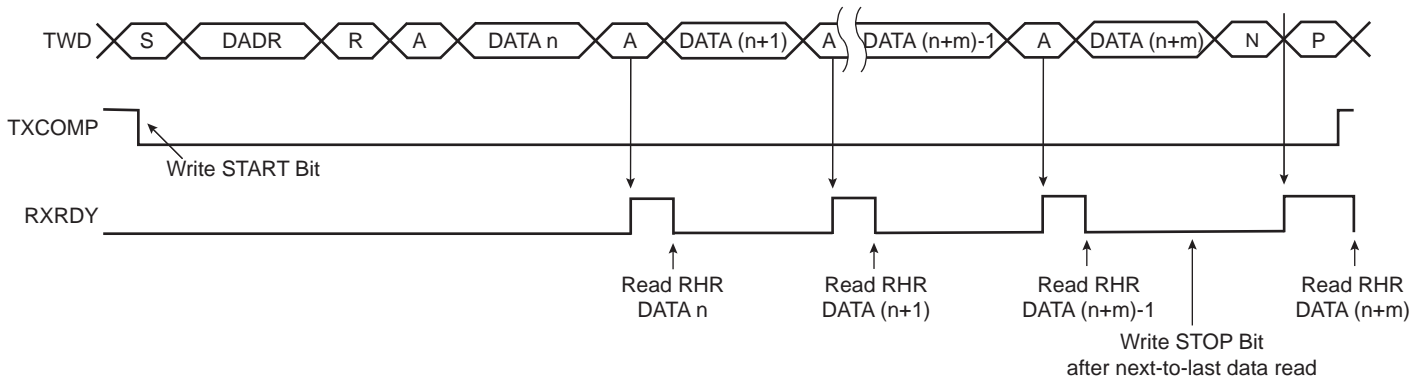 TWD S DADR R A DATA n A DATA (n+1) A DATA (n+m)-1 A DATA (n+m) N P
TXCOMP
Write START Bit
RXRDY
Read RHR Read RHR Read RHR Read RHR
DATA n DATA (n+1) DATA (n+m)-1 DATA (n+m)
Write STOP Bit
after next-to-last data read